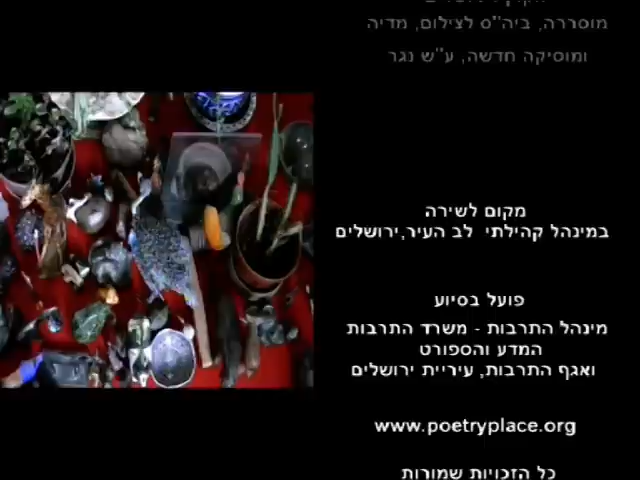 מוסררה, ביה"ס לצילום, מדיה
ומוסיקה חדשה, ע"ש נגר
מקום לשירה
במינהל קהילתי לב העיר,ירושלים
פועל בסיוע
מינהל התרבות - משרד התרבות
המדע והספורט
ואגף התרבות, עיריית ירושלים
www.poetryplace.org
כל הזכויות שמורות